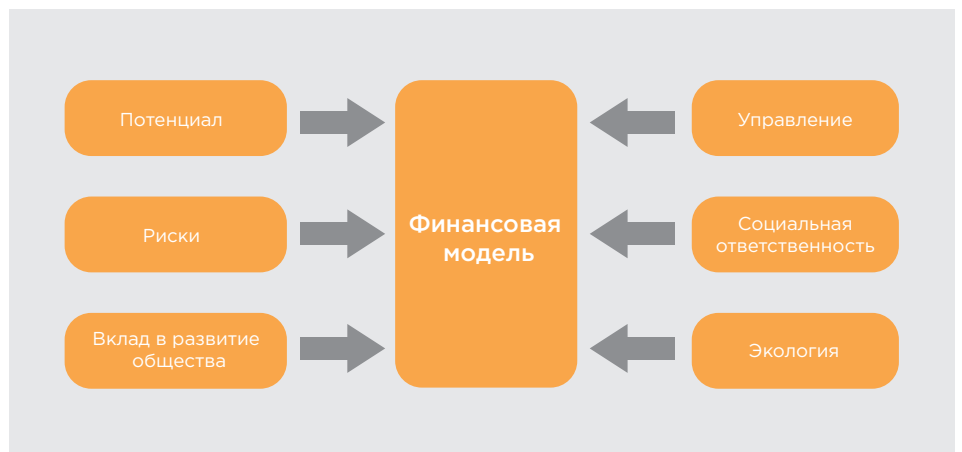 Потенциал
Риски
Вклад в развитие
общества
Финансовая
модель
Управление
Социальная
ответственность
Экология